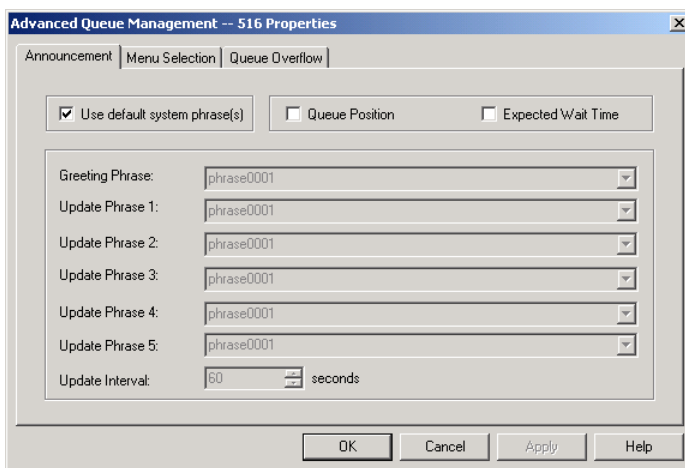 Advanced Queue Management -- 516 Properties
Announcement Menu Selection Queue Overflow
Use default system phrase(s) Queue Position Expected Wait Time
Greeting Phrase: phrase0001
Update Phrase 1: phrase0001
Update Phrase 2: phrase0001
Update Phrase 3: phrase0001
Update Phrase 4: phrase0001
Update Phrase 5: phrase0001
Update Interval: 60 seconds
OK Cancel Apply Help